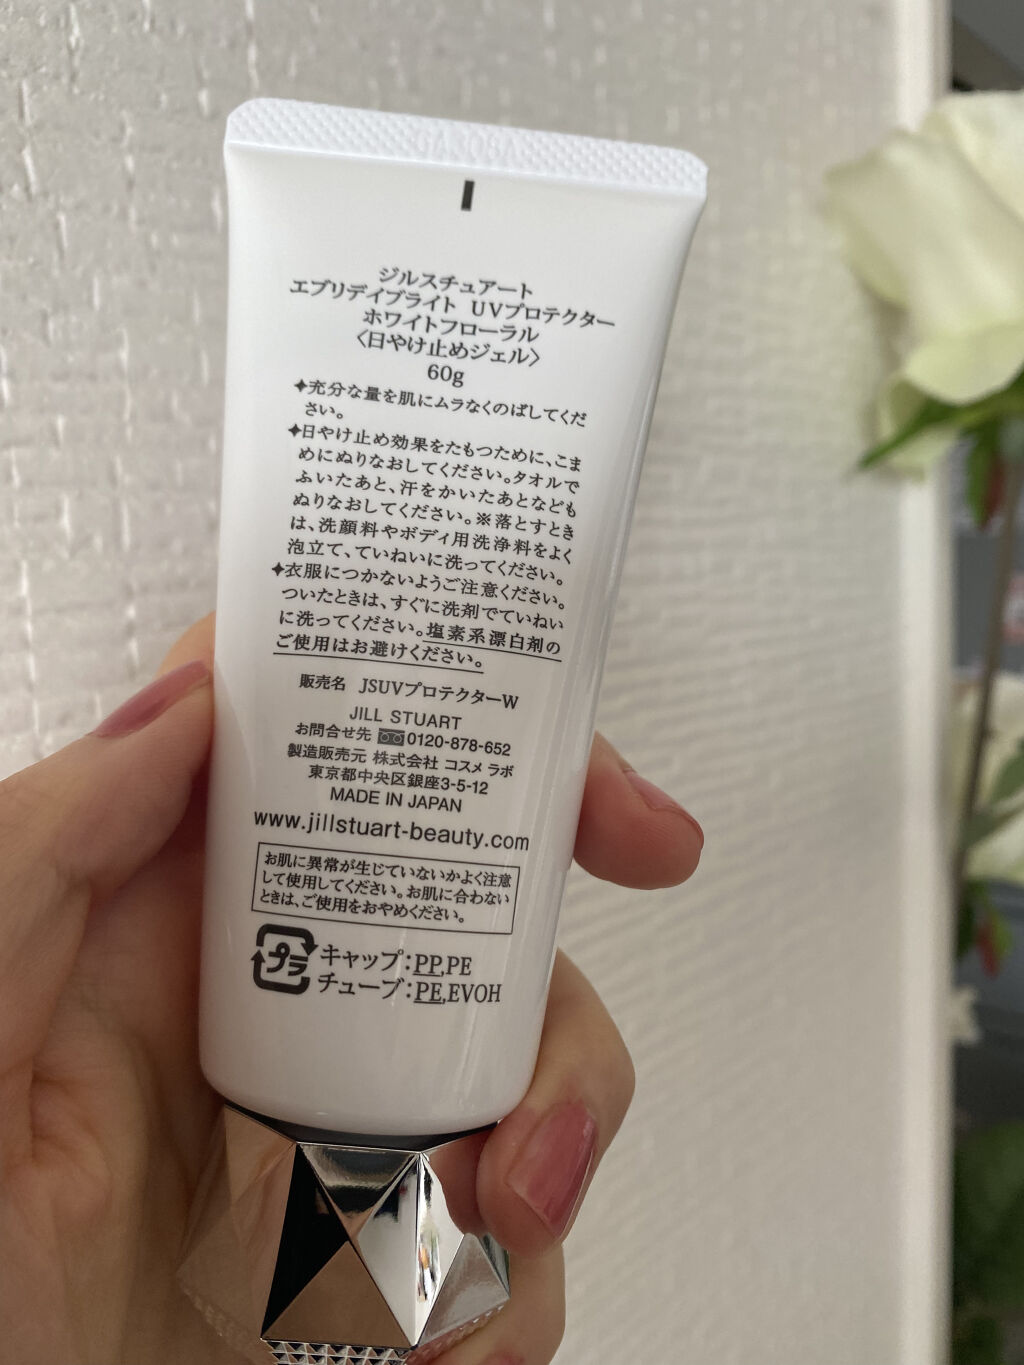 ジルスチュアート
エブリデイブライト UVプロテクター
ホワイトフローラル
〈日やけ止めジェル〉
60g
✦充分な量を肌にムラなくのばしてくだ
さい。
✦日やけ止め効果をたもつために、こま
めにぬりなおしてください。タオルで
ふいたあと、汗をかいたあとなども
ぬりなおしてください。※落とすとき
は、洗顔料やボディ用洗浄料をよく
泡立て、ていねいに洗ってください。
✦衣服につかないようご注意ください。
ついたときは、すぐに洗剤でていねい
に洗ってください。塩素系漂白剤の
ご使用はお避けください。
販売名 JSUVプロテクターW
JILL STUART
お問合せ先 0120-878-652
製造販売元 株式会社 コスメ ラボ
東京都中央区銀座3-5-12
MADE IN JAPAN
www.jillstuart-beauty.com
お肌に異常が生じていないかよく注意
して使用してください。お肌に合わない
ときは、ご使用をおやめください。
プラ
キャップ:PP,PE
チューブ:PE,EVOH